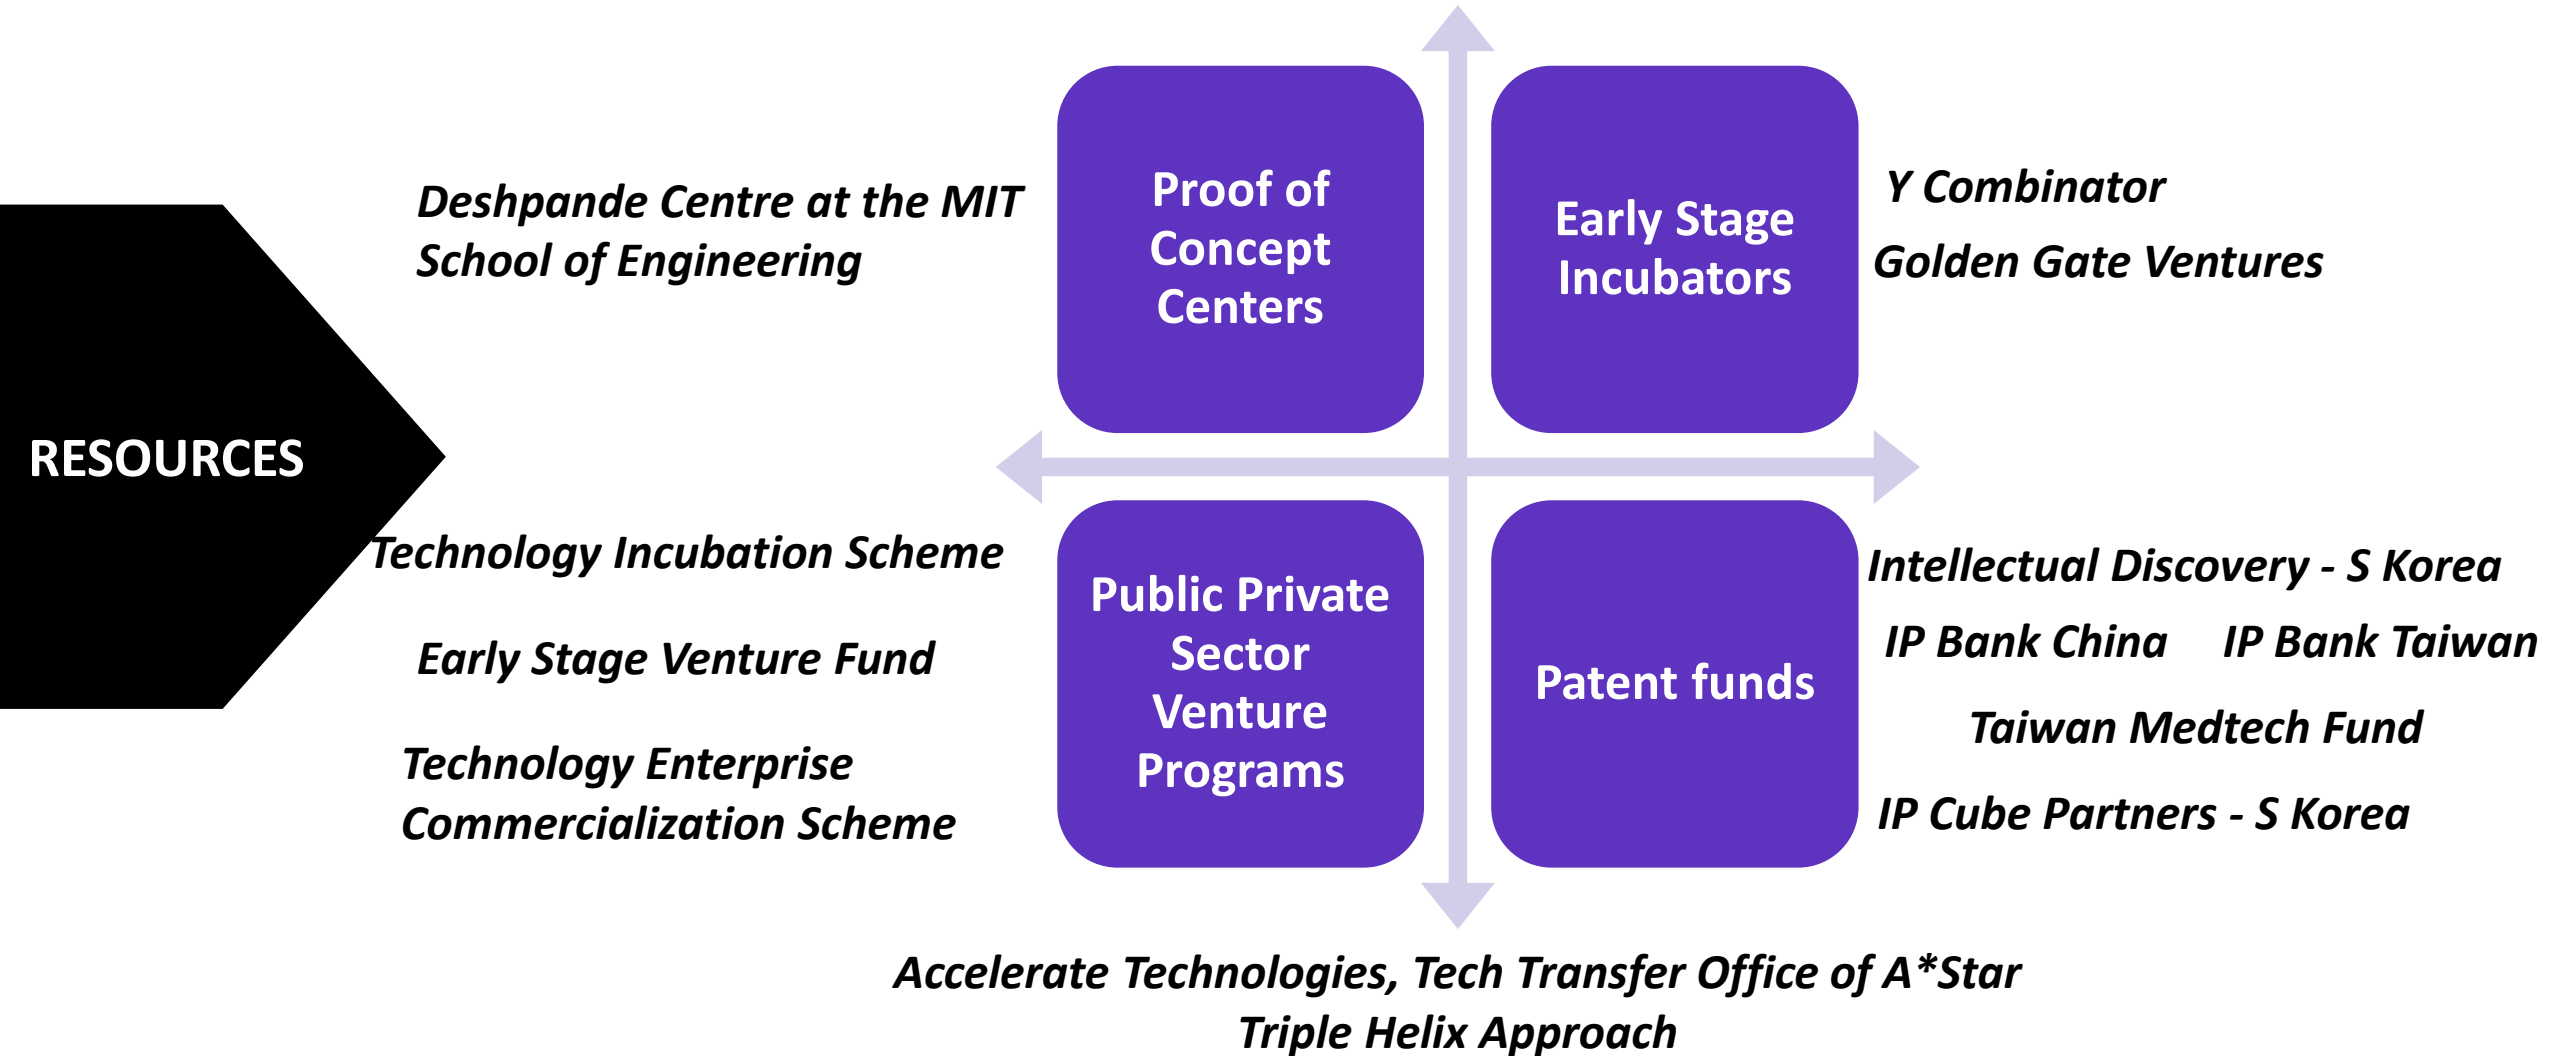 RESOURCES
Deshpande Centre at the MIT
School of Engineering
Proof of
Concept
Centers
Early Stage
Incubators
Y Combinator
Golden Gate Ventures
Technology Incubation Scheme
Early Stage Venture Fund
Technology Enterprise
Commercialization Scheme
Public Private
Sector
Venture
Programs
Patent funds
Intellectual Discovery - S Korea
IP Bank China IP Bank Taiwan
Taiwan Medtech Fund
IP Cube Partners - S Korea
Accelerate Technologies, Tech Transfer Office of A*Star
Triple Helix Approach